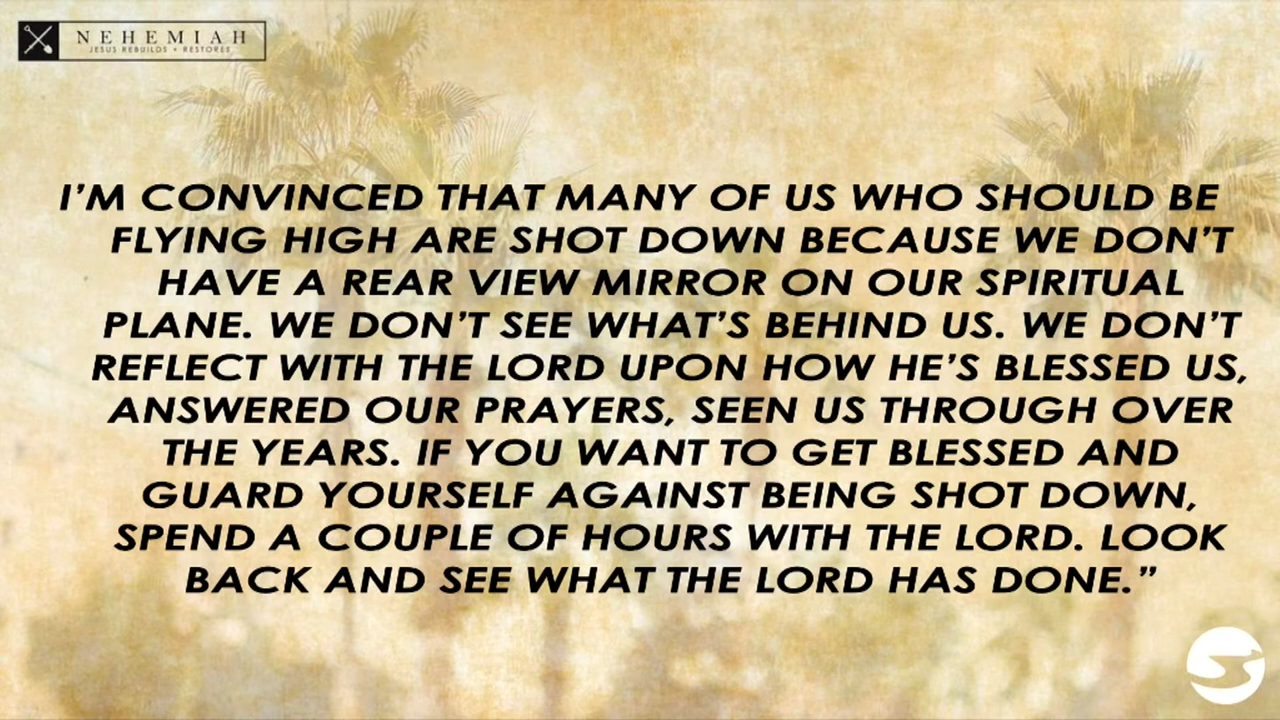 NEHEMIAH
JESUS REBUILDS + RESTORES
I'M CONVINCED THAT MANY OF US WHO SHOULD BE
FLYING HIGH ARE SHOT DOWN BECAUSE WE DON'T
HAVE A REAR VIEW MIRROR ON OUR SPIRITUAL
PLANE. WE DON'T SEE WHAT'S BEHIND US. WE DON'T
REFLECT WITH THE LORD UPON HOW HE'S BLESSED US,
ANSWERED OUR PRAYERS, SEEN US THROUGH OVER
THE YEARS. IF YOU WANT TO GET BLESSED AND
GUARD YOURSELF AGAINST BEING SHOT DOWN,
SPEND A COUPLE OF HOURS WITH THE LORD. LOOK
BACK AND SEE WHAT THE LORD HAS DONE.”